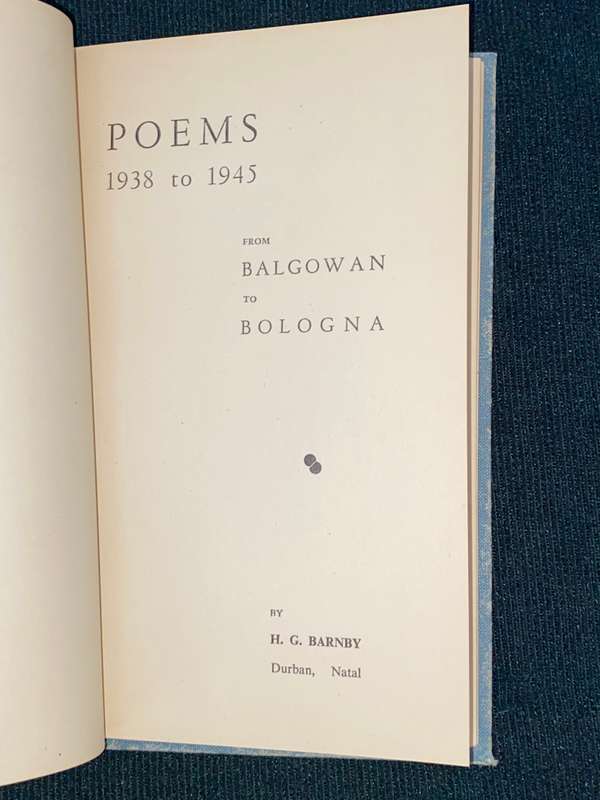 POEMS
1938 to 1945
FROM
BALGOWAN
TO
BOLOGNA
BY
H. G. BARNBY
Durban, Natal